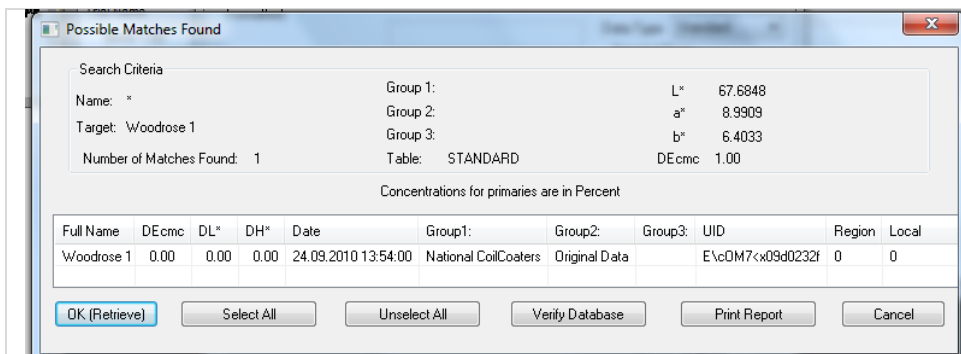 Possible Matches Found
Search Criteria
Name: *
Target: Woodrose 1
Number of Matches Found: 1
Group 1:
Group 2:
Group 3:
Table: STANDARD
L* 67.6848
a* 8.9909
b* 6.4033
DEcmc 1.00
Concentrations for primaries are in Percent
Full Name DEcmc DL* DH* Date Group1: Group2: Group3: UID Region Local
Woodrose 1 0.00 0.00 0.00 24.09.2010 13:54:00 National CoilCoaters Original Data E\cOM7<x09d0232f 0 0
OK (Retrieve) Select All Unselect All Verify Database Print Report Cancel